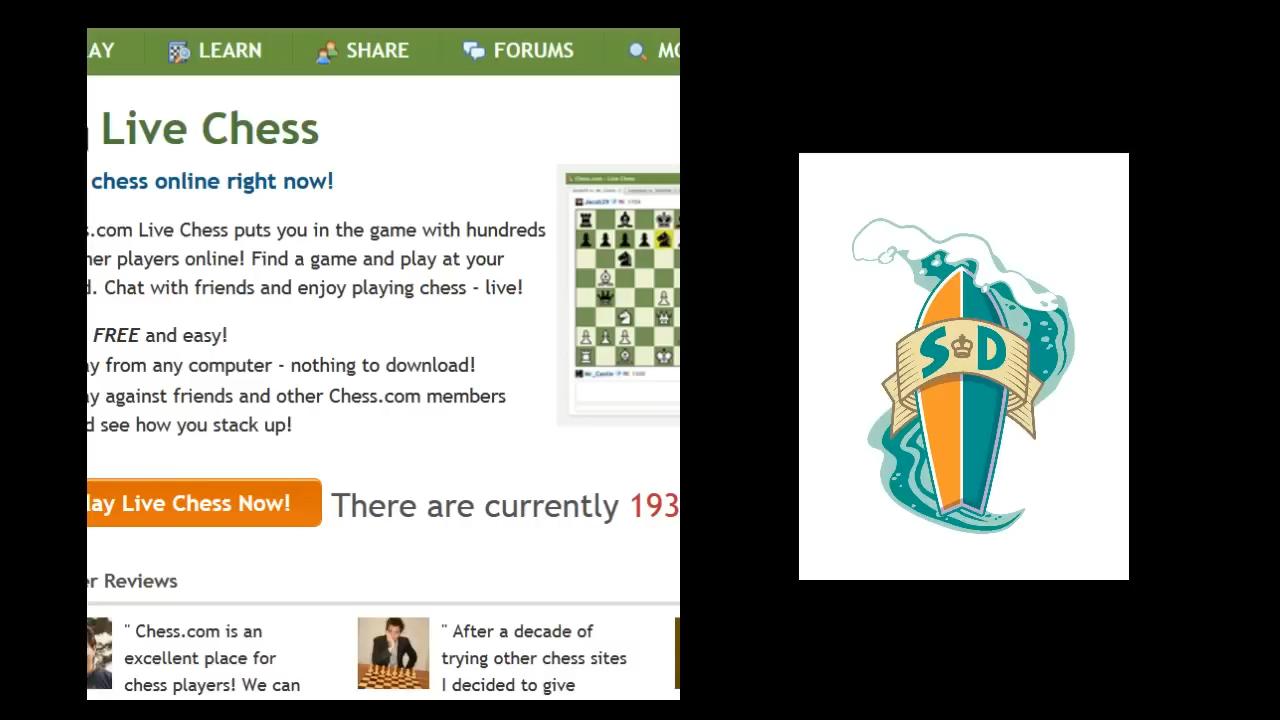 AY LEARN SHARE FORUMS MO
Live Chess
chess online right now!
s.com Live Chess puts you in the game with hundreds
her players online! Find a game and play at your
d. Chat with friends and enjoy playing chess - live!
FREE and easy!
ay from any computer - nothing to download!
ay against friends and other Chess.com members
d see how you stack up!
lay Live Chess Now! There are currently 193
er Reviews
" Chess.com is an
excellent place for
chess players! We can
" After a decade of
trying other chess sites
I decided to give
Chess.com - Live Chess
S D